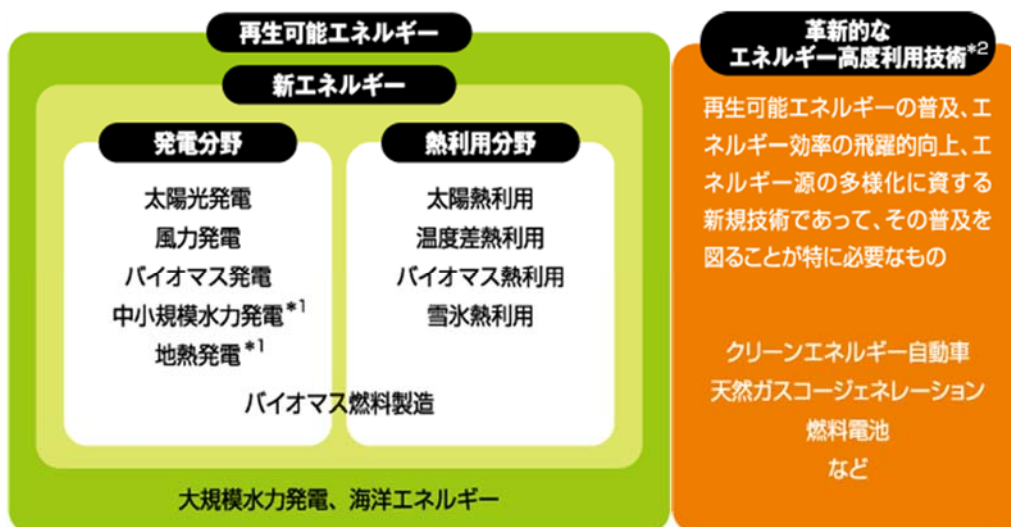 再生可能エネルギー
新エネルギー
発電分野
太陽光発電
風力発電
バイオマス発電
中小規模水力発電*1
地熱発電*1
熱利用分野
太陽熱利用
温度差熱利用
バイオマス熱利用
雪氷熱利用
バイオマス燃料製造
大規模水力発電、海洋エネルギー
革新的な
エネルギー高度利用技術*2
再生可能エネルギーの普及、エ
ネルギー効率の飛躍的向上、エ
ネルギー源の多様化に資する
新規技術であって、その普及を
図ることが特に必要なもの
クリーンエネルギー自動車
天然ガスコージェネレーション
燃料電池
など